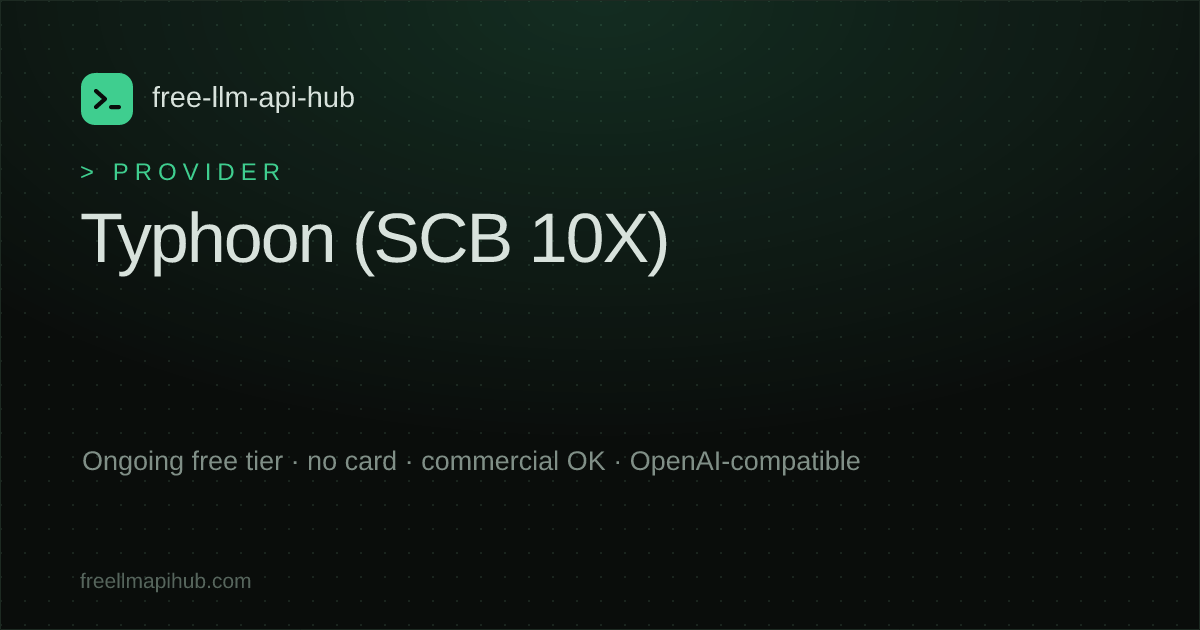 free-llm-api-hub
> PROVIDER
Typhoon (SCB 10X)
Ongoing free tier · no card · commercial OK · OpenAI-compatible
freellmapihub.com